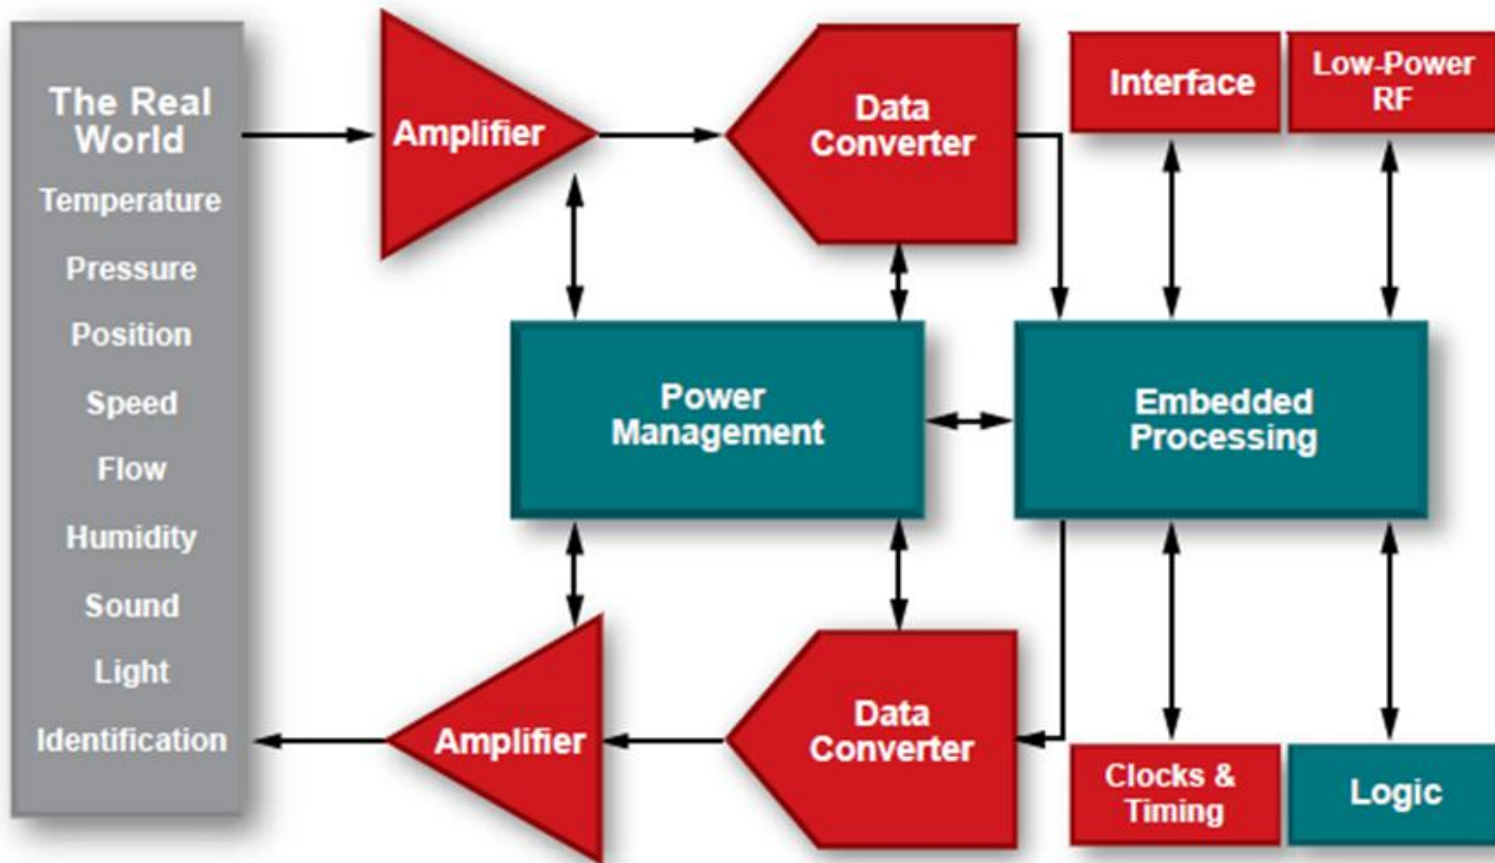 The Real
World
Temperature
Pressure
Position
Speed
Flow
Humidity
Sound
Light
Identification
Amplifier
Data
Converter
Interface
Low-Power
RF
Power
Management
Embedded
Processing
Amplifier
Data
Converter
Clocks &
Timing
Logic